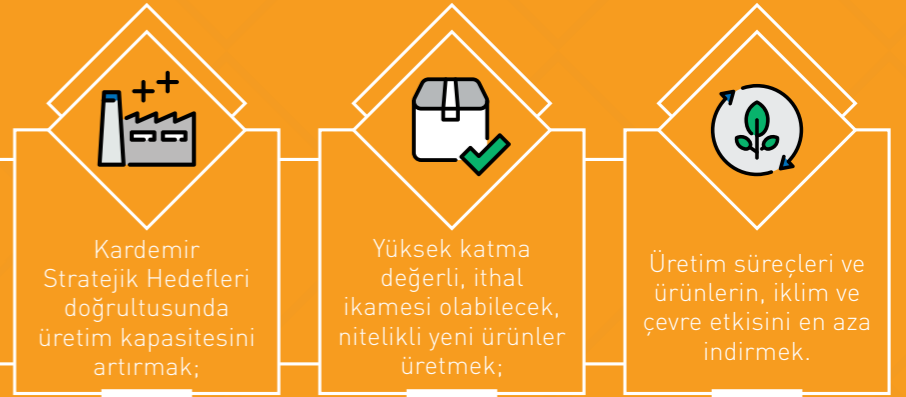 Kardemir
Stratejik Hedefleri
doğrultusunda
üretim kapasitesini
artırmak;
Yüksek katma
değerli, ithal
ikamesi olabilecek,
nitelikli yeni ürünler
üretmek;
Üretim süreçleri ve
ürünlerin, iklim ve
çevre etkisini en aza
indirmek.